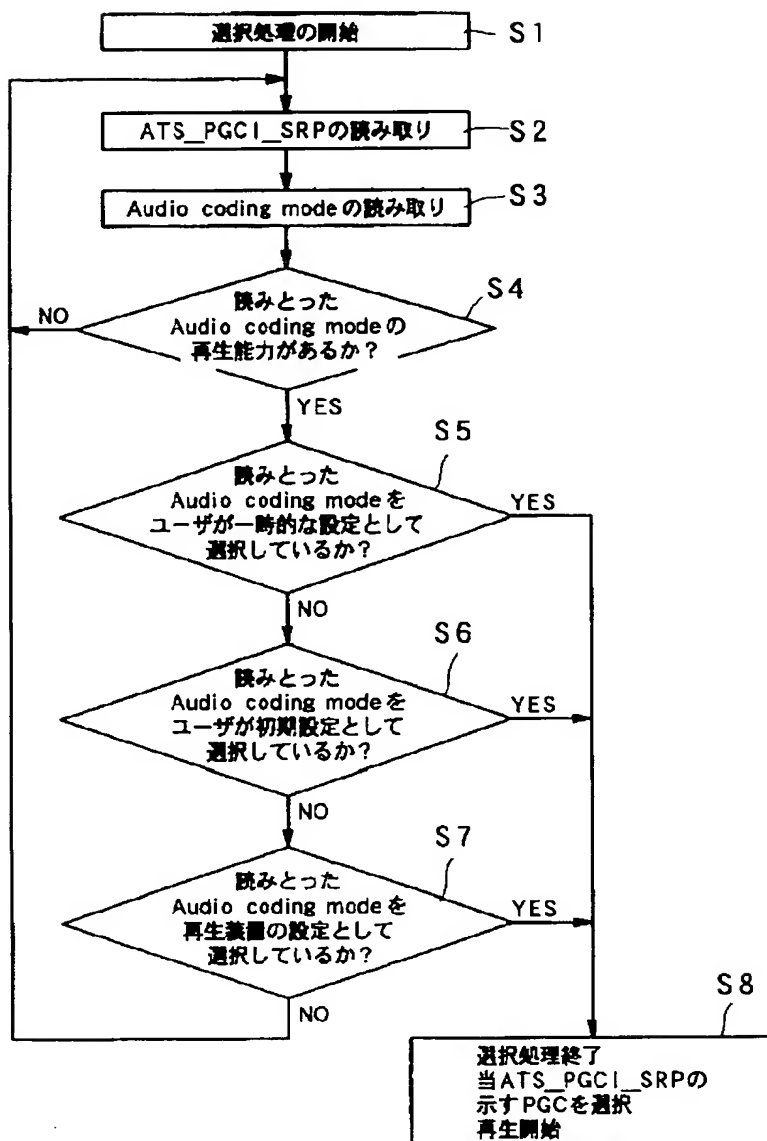 選択処理の開始
S1
ATS_PGCI_SRPの読み取り
S2
Audio coding modeの読み取り
S3
読みとった
Audio coding modeの
再生能力があるか?
S4
NO
YES
読みとった
Audio coding modeを
ユーザが一時的な設定として
選択しているか?
S5
YES
NO
読みとった
Audio coding modeを
ユーザが初期設定として
選択しているか?
S6
YES
NO
読みとった
Audio coding modeを
再生装置の設定として
選択しているか?
S7
YES
NO
S8
選択処理終了
当ATS_PGCI_SRPの
示すPGCを選択
再生開始